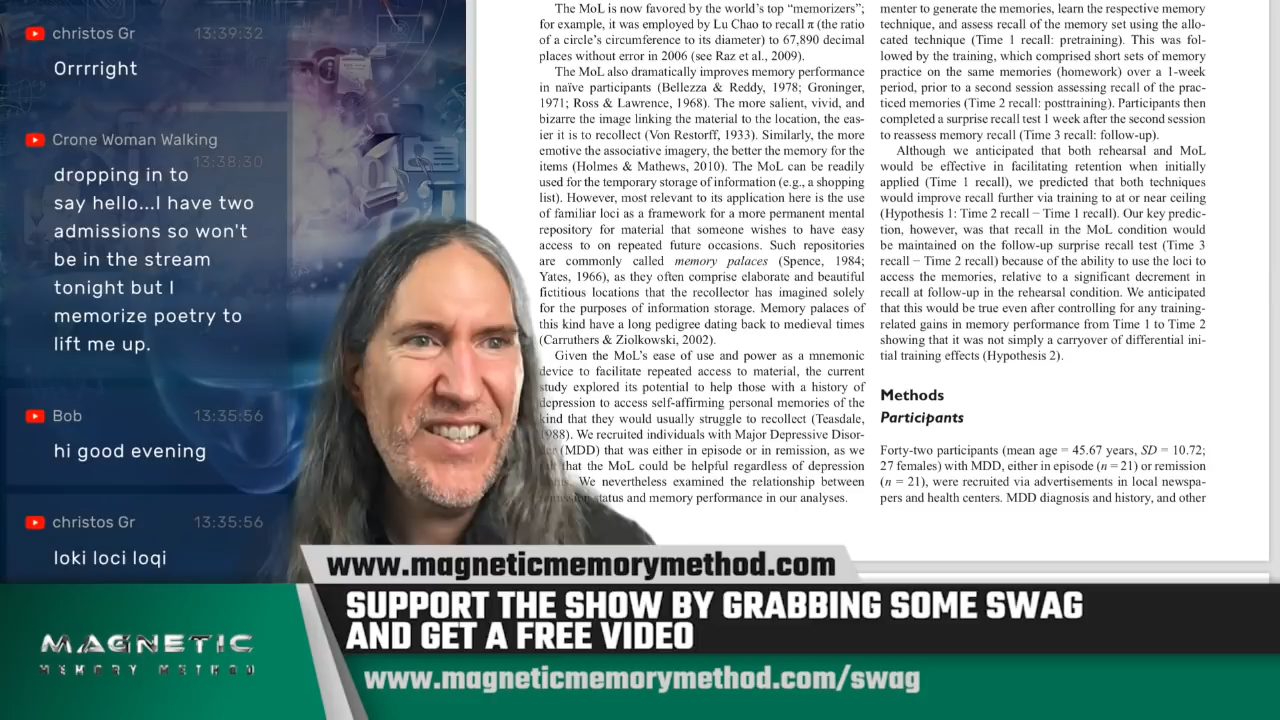 christos Gr 13:39:32
Orrrright
Crone Woman Walking
13:38:30
dropping in to
say hello...I have two
admissions so won't
be in the stream
tonight but I
memorize poetry to
lift me up.
Bob 13:35:56
hi good evening
christos Gr 13:35:56
loki loci loqi
The MoL is now favored by the world's top “memorizers”;
for example, it was employed by Lu Chao to recall π (the ratio
of a circle's circumference to its diameter) to 67,890 decimal
places without error in 2006 (see Raz et al., 2009).
The MoL also dramatically improves memory performance
in naïve participants (Bellezza & Reddy, 1978; Groninger,
1971; Ross & Lawrence, 1968). The more salient, vivid, and
bizarre the image linking the material to the location, the eas-
ier it is to recollect (Von Restorff, 1933). Similarly, the more
emotive the associative imagery, the better the memory for the
items (Holmes & Mathews, 2010). The MoL can be readily
used for the temporary storage of information (e.g., a shopping
list). However, most relevant to its application here is the use
of familiar loci as a framework for a more permanent mental
repository for material that someone wishes to have easy
access to on repeated future occasions. Such repositories
are commonly called memory palaces (Spence, 1984;
Yates, 1966), as they often comprise elaborate and beautiful
fictitious locations that the recollector has imagined solely
for the purposes of information storage. Memory palaces of
this kind have a long pedigree dating back to medieval times
(Carruthers & Ziolkowski, 2002).
Given the MoL's ease of use and power as a mnemonic
device to facilitate repeated access to material, the current
study explored its potential to help those with a history of
depression to access self-affirming personal memories of the
kind that they would usually struggle to recollect (Teasdale,
1988). We recruited individuals with Major Depressive Disor-
(MDD) that was either in episode or in remission, as we
that the MoL could be helpful regardless of depression
We nevertheless examined the relationship between
status and memory performance in our analyses.
menter to generate the memories, learn the respective memory
technique, and assess recall of the memory set using the allo-
cated technique (Time 1 recall: pretraining). This was fol-
lowed by the training, which comprised short sets of memory
practice on the same memories (homework) over a 1-week
period, prior to a second session assessing recall of the prac-
ticed memories (Time 2 recall: posttraining). Participants then
completed a surprise recall test 1 week after the second session
to reassess memory recall (Time 3 recall: follow-up).
Although we anticipated that both rehearsal and MoL
would be effective in facilitating retention when initially
applied (Time 1 recall), we predicted that both techniques
would improve recall further via training to at or near ceiling
(Hypothesis 1: Time 2 recall − Time 1 recall). Our key predic-
tion, however, was that recall in the MoL condition would
be maintained on the follow-up surprise recall test (Time 3
recall − Time 2 recall) because of the ability to use the loci to
access the memories, relative to a significant decrement in
recall at follow-up in the rehearsal condition. We anticipated
that this would be true even after controlling for any training-
related gains in memory performance from Time 1 to Time 2
showing that it was not simply a carryover of differential ini-
tial training effects (Hypothesis 2).
Methods
Participants
Forty-two participants (mean age = 45.67 years, SD = 10.72;
27 females) with MDD, either in episode (n = 21) or remission
(n = 21), were recruited via advertisements in local newspa-
pers and health centers. MDD diagnosis and history, and other
www.magneticmemorymethod.com
SUPPORT THE SHOW BY GRABBING SOME SWAG
AND GET A FREE VIDEO
www.magneticmemorymethod.com/swag
MAGNETIC
MEMORY METHOD